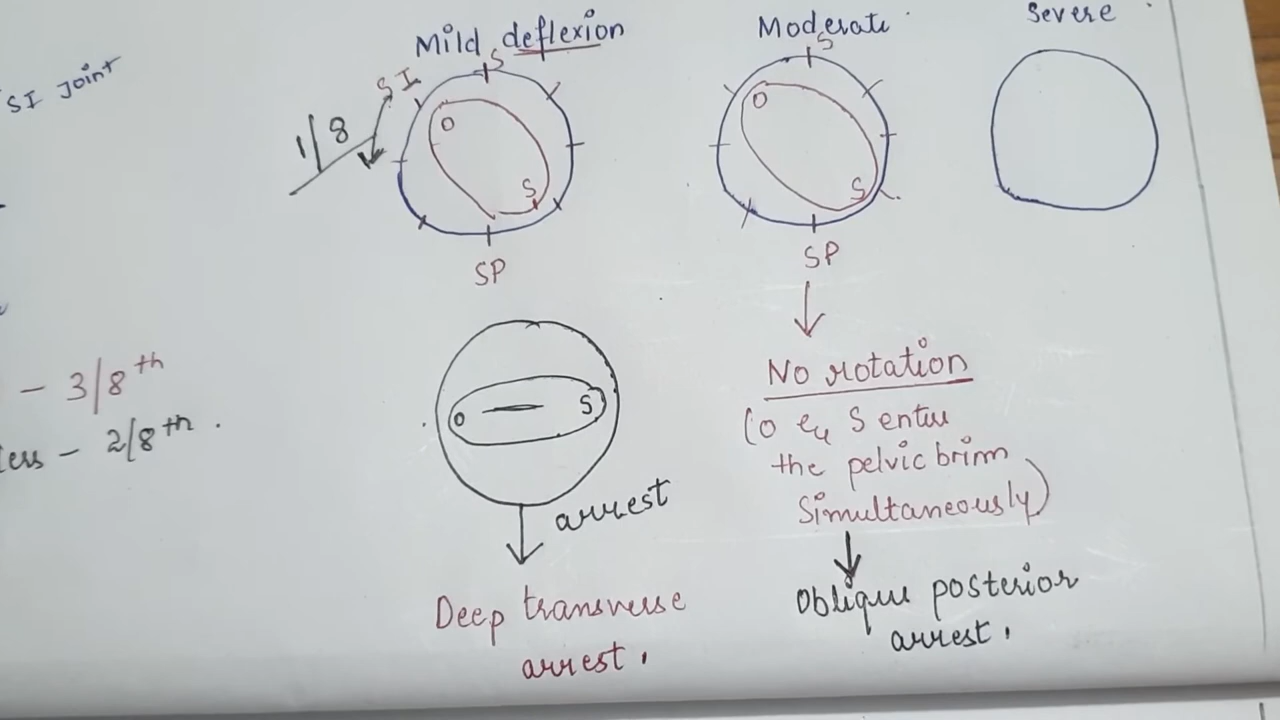 SI Joint
- 3/8th
less - 2/8th.
Mild deflexion
S
SI
1/8
O
S
SP
O
S
arrest
Deep transverse
arrest.
Moderate
S
O
S
SP
No rotation
(O & S enter
the pelvic brim
simultaneously)
Oblique posterior
arrest.
Severe